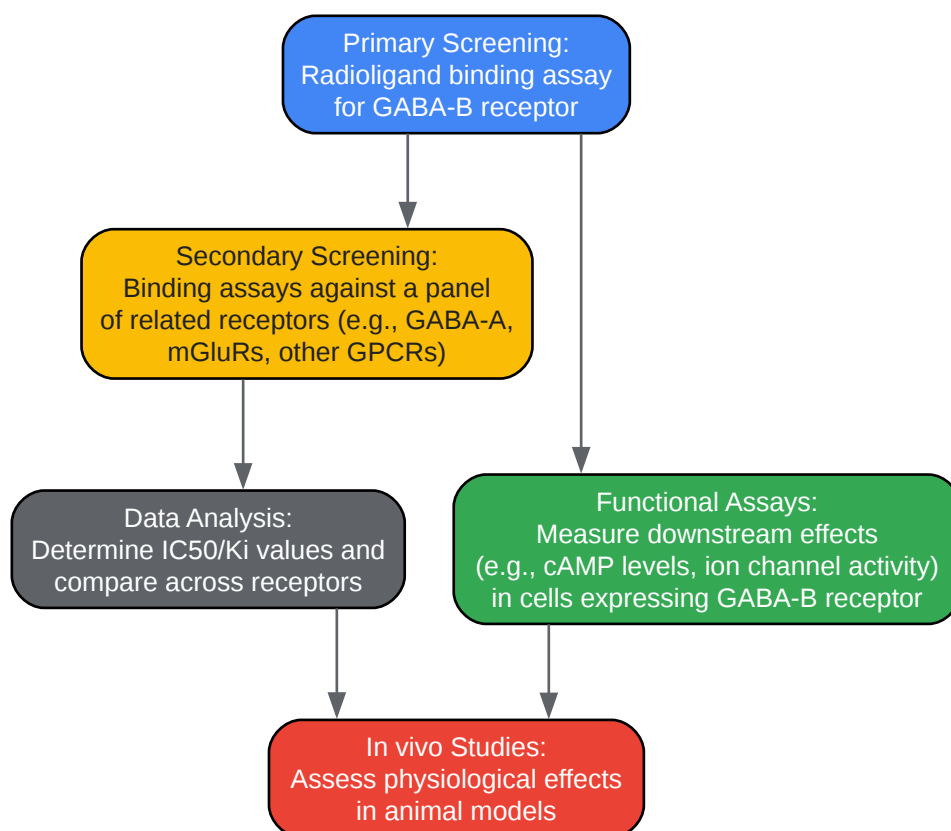 Primary Screening:
Radioligand binding assay
for GABA-B receptor
Secondary Screening:
Binding assays against a panel
of related receptors (e.g., GABA-A,
mGluRs, other GPCRs)
Data Analysis:
Determine IC50/Ki values and
compare across receptors
Functional Assays:
Measure downstream effects
(e.g., cAMP levels, ion channel activity)
in cells expressing GABA-B receptor
In vivo Studies:
Assess physiological effects
in animal models